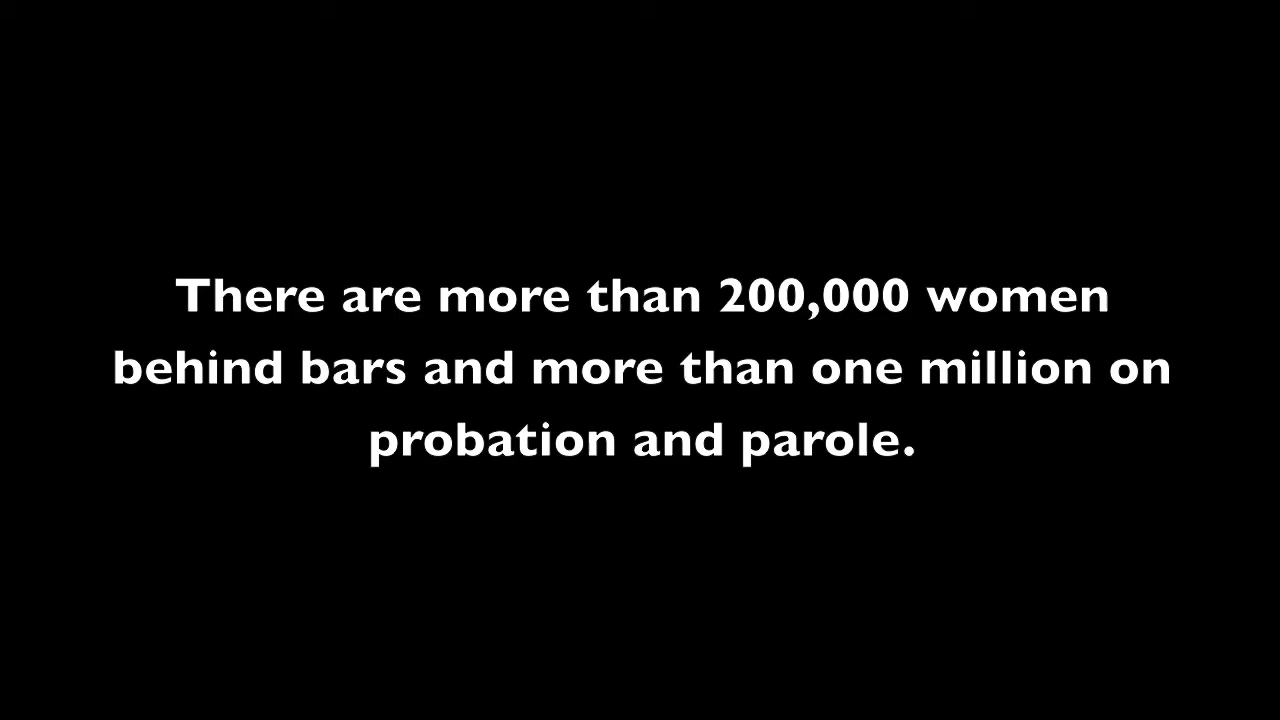 There are more than 200,000 women
behind bars and more than one million on
probation and parole.